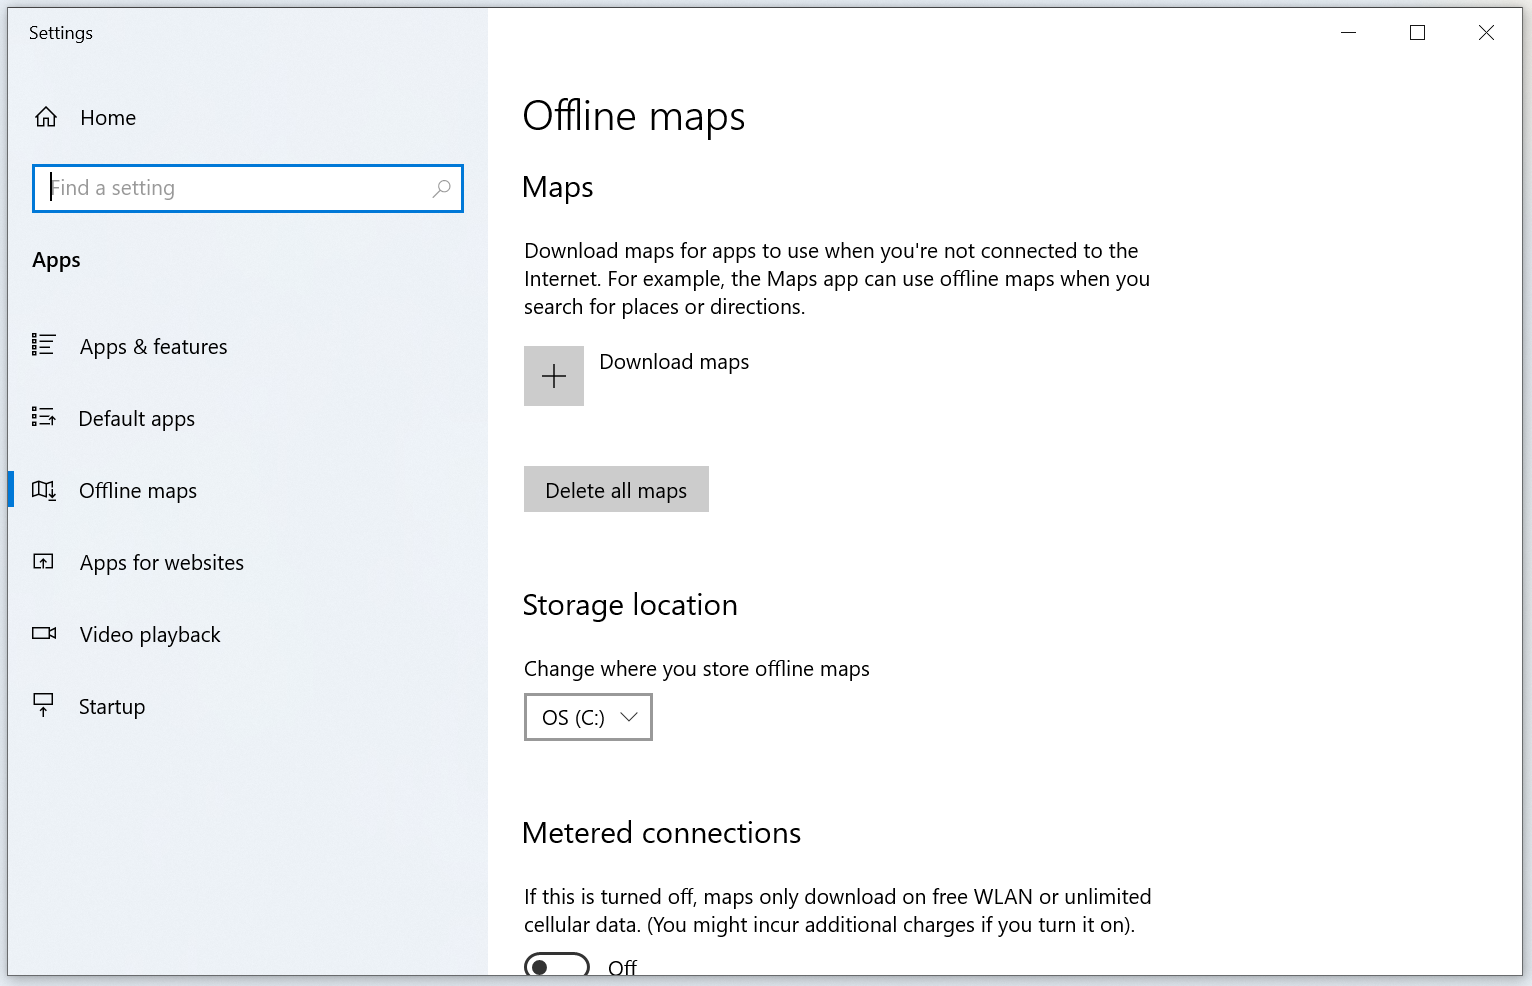 Settings
Home
Find a setting
Apps
Apps & features
Default apps
Offline maps
Apps for websites
Video playback
Startup
Offline maps
Maps
Download maps for apps to use when you're not connected to the
Internet. For example, the Maps app can use offline maps when you
search for places or directions.
Download maps
Delete all maps
Storage location
Change where you store offline maps
OS (C:)
Metered connections
If this is turned off, maps only download on free WLAN or unlimited
cellular data. (You might incur additional charges if you turn it on).
Off